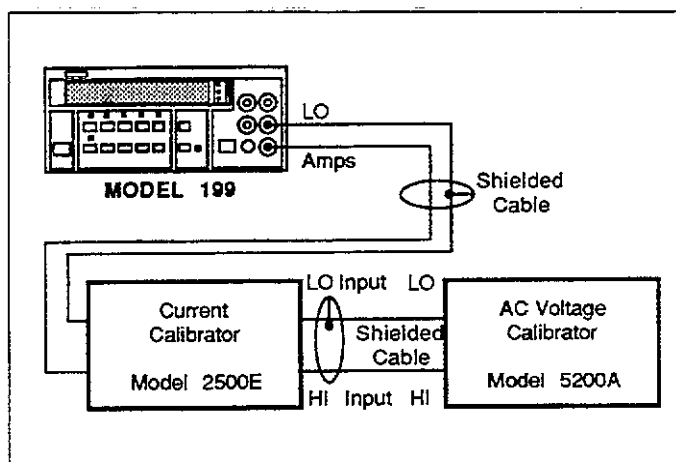 LO
Amps
MODEL 199
Shielded
Cable
LO Input LO
Current
Calibrator
Model 2500E
Shielded
Cable
AC Voltage
Calibrator
Model 5200A
HI Input HI